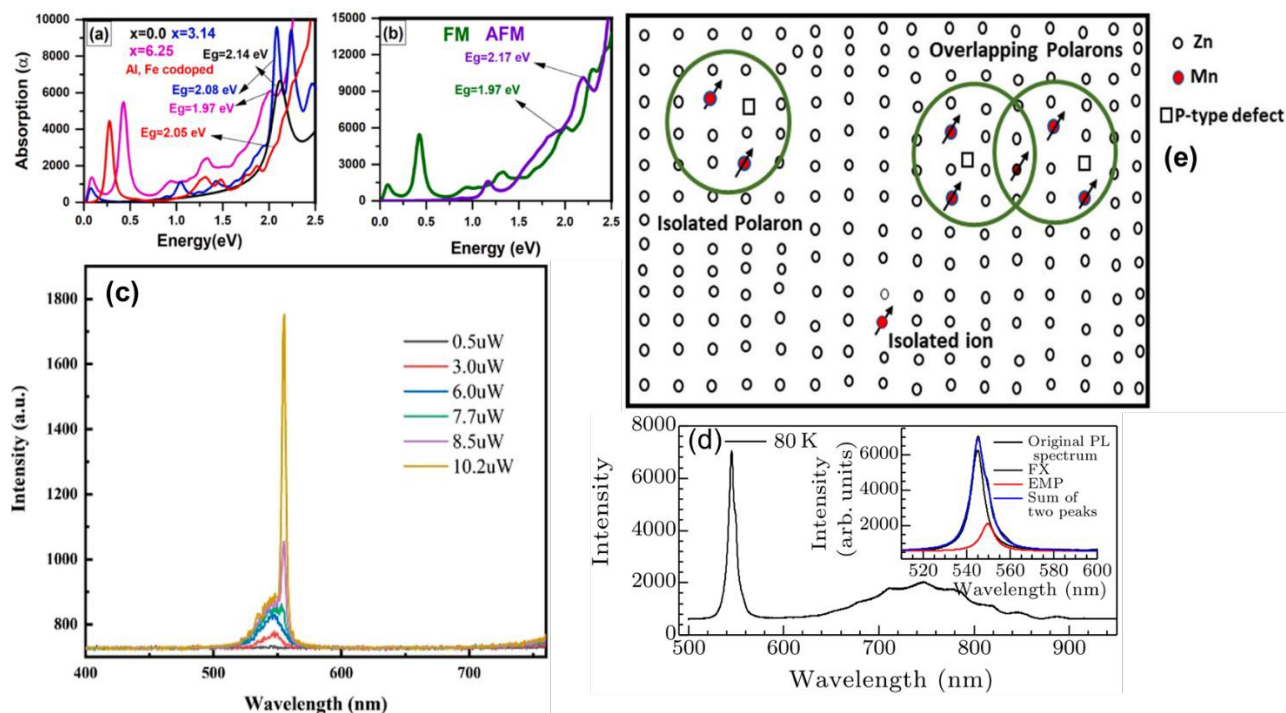 (a)
x=0.0 x=3.14
x=6.25
Al, Fe codoped
Eg=2.14 eV
Eg=2.08 eV
Eg=1.97 eV
Eg=2.05 eV
Absorption (α)
10000
8000
6000
4000
2000
0
0.0 0.5 1.0 1.5 2.0 2.5
Energy(eV)
(b)
FM AFM
Eg=2.17 eV
Eg=1.97 eV
15000
12000
9000
6000
3000
0
0.0 0.5 1.0 1.5 2.0 2.5
Energy (eV)
Overlapping Polarons
Isolated Polaron
Isolated ion
Zn
Mn
P-type defect
(e)
(c)
Intensity (a.u.)
1800
1600
1400
1200
1000
800
0.5uW
3.0uW
6.0uW
7.7uW
8.5uW
10.2uW
400 500 600 700
Wavelength (nm)
(d)
80 K
Intensity
8000
6000
4000
2000
0
500 600 700 800 900
Wavelength (nm)
Intensity
(arb. units)
6000
4000
2000
Original PL
spectrum
FX
EMP
Sum of
two peaks
520 540 560 580 600
Wavelength (nm)